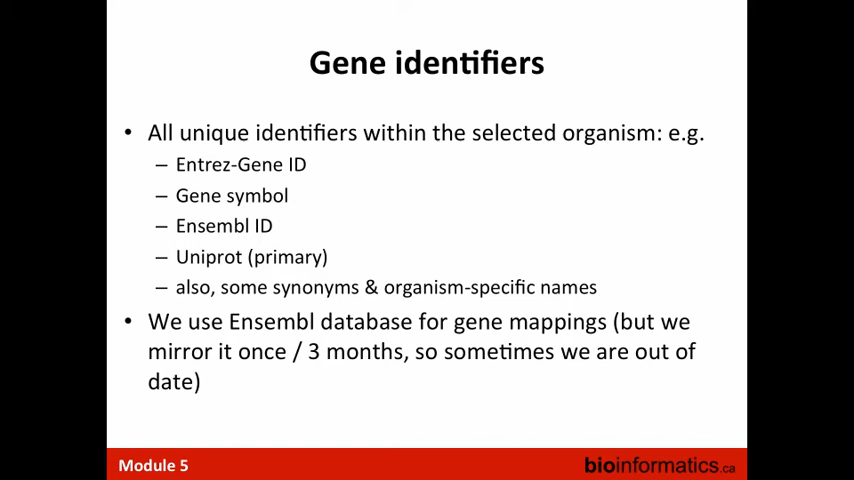 Gene identifiers
• All unique identifiers within the selected organism: e.g.
– Entrez-Gene ID
– Gene symbol
– Ensembl ID
– Uniprot (primary)
– also, some synonyms & organism-specific names
• We use Ensembl database for gene mappings (but we
mirror it once / 3 months, so sometimes we are out of
date)
Module 5
bioinformatics.ca